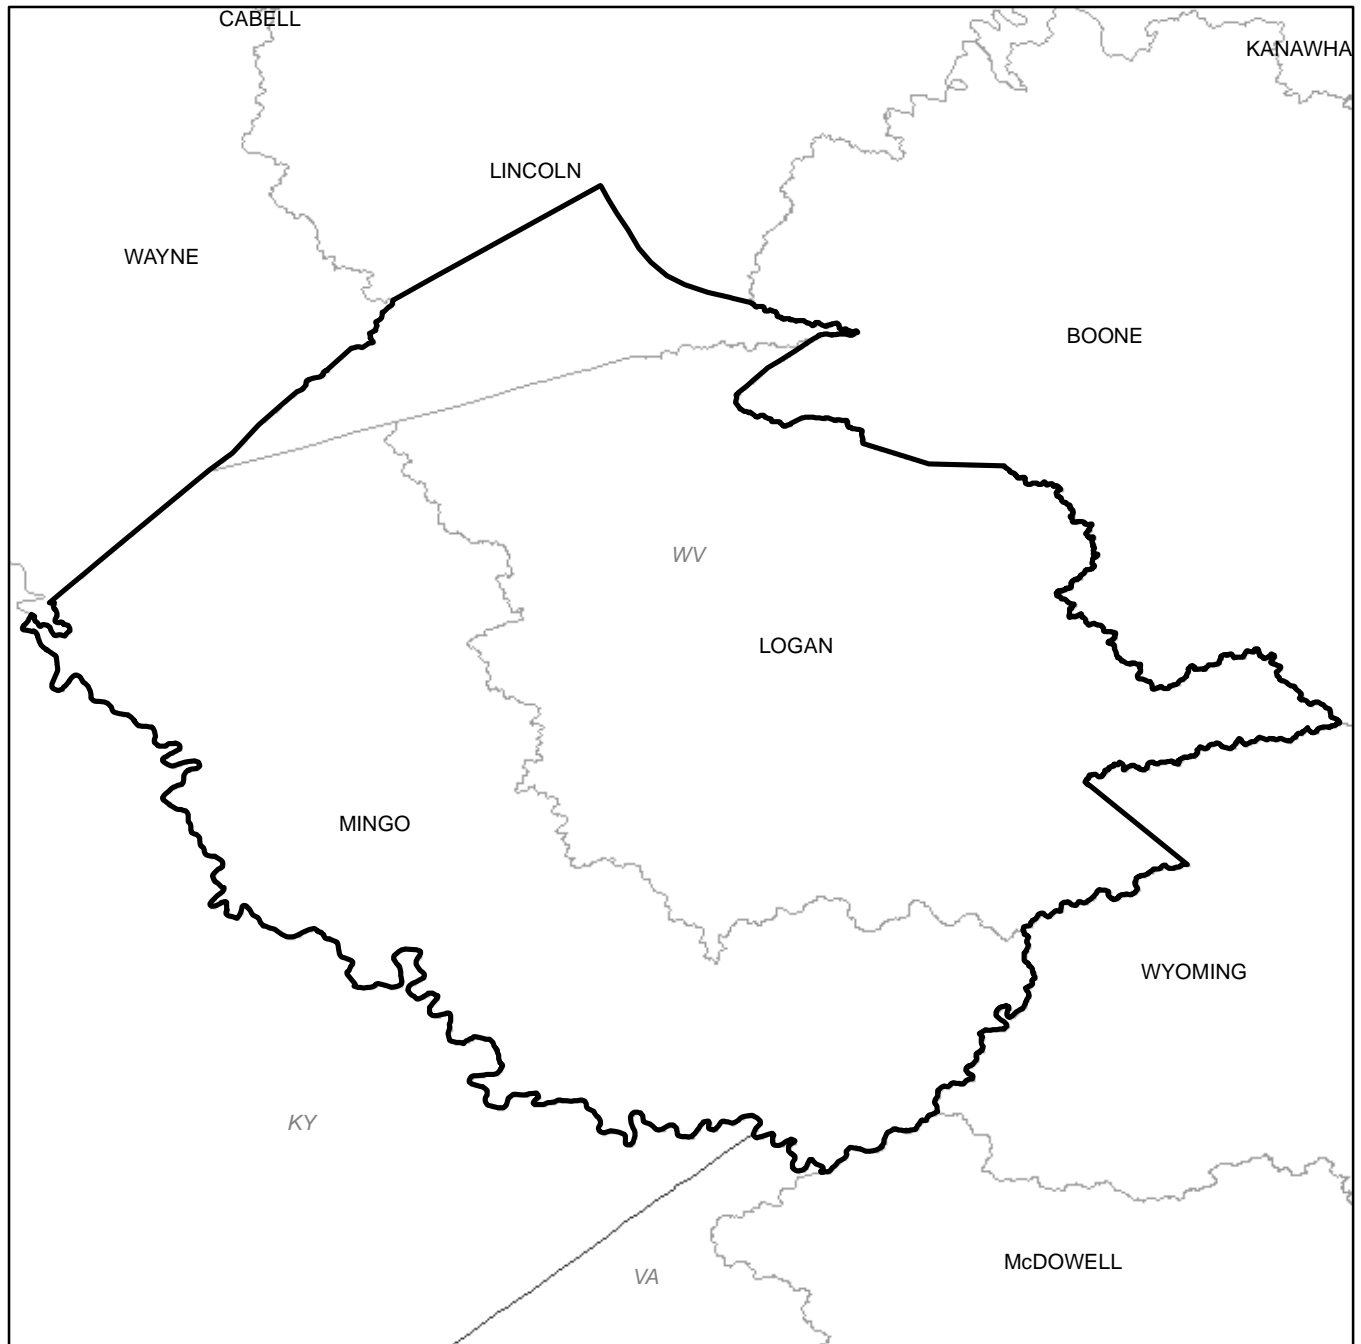 CABELL
KANAWHA
LINCOLN
WAYNE
BOONE
WV
LOGAN
MINGO
WYOMING
KY
McDOWELL
VA